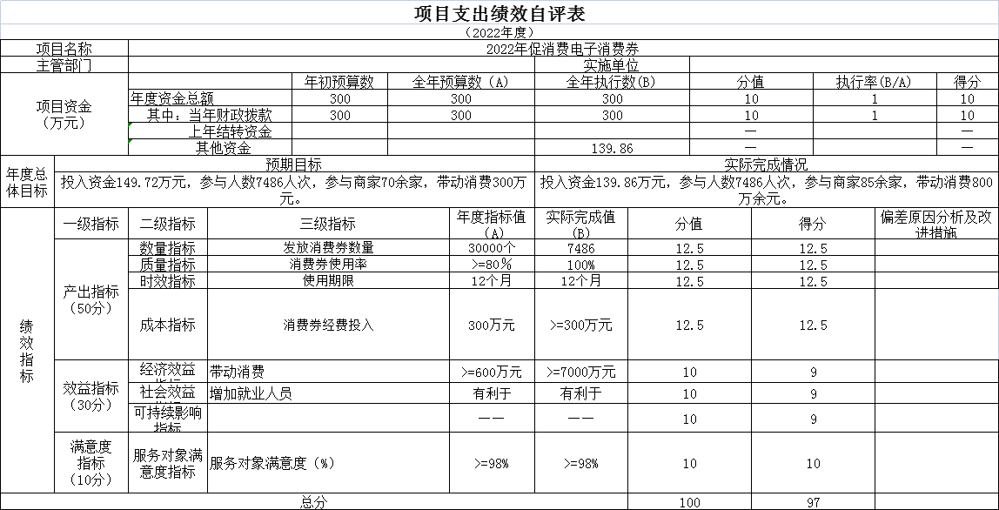 项目支出绩效自评表
（2022年度）
项目名称 2022年促消费电子消费券
主管部门 实施单位
项目资金（万元） 年初预算数 全年预算数（A） 全年执行数(B) 分值 执行率(B/A) 得分
年度资金总额 300 300 300 10 1 10
其中：当年财政拨款 300 300 300 10 1 10
上年结转资金 — —
其他资金 139.86 — —
年度总体目标 预期目标 实际完成情况
投入资金149.72万元，参与人数7486人次，参与商家70余家，带动消费300万元。 投入资金139.86万元，参与人数7486人次，参与商家85余家，带动消费800万余元。
绩效指标 一级指标 二级指标 三级指标 年度指标值（A） 实际完成值（B） 分值 得分 偏差原因分析及改进措施
产出指标（50分） 数量指标 发放消费券数量 30000个 7486 12.5 12.5
质量指标 消费券使用率 >=80％ 100% 12.5 12.5
时效指标 使用期限 12个月 12个月 12.5 12.5
成本指标 消费券经费投入 300万元 >=300万元 12.5 12.5
效益指标（30分） 经济效益指标 带动消费 >=600万元 >=7000万元 10 9
社会效益指标 增加就业人员 有利于 有利于 10 9
可持续影响指标 —— —— 10 9
满意度指标（10分） 服务对象满意度指标 服务对象满意度（%） >=98% >=98% 10 10
总分 100 97